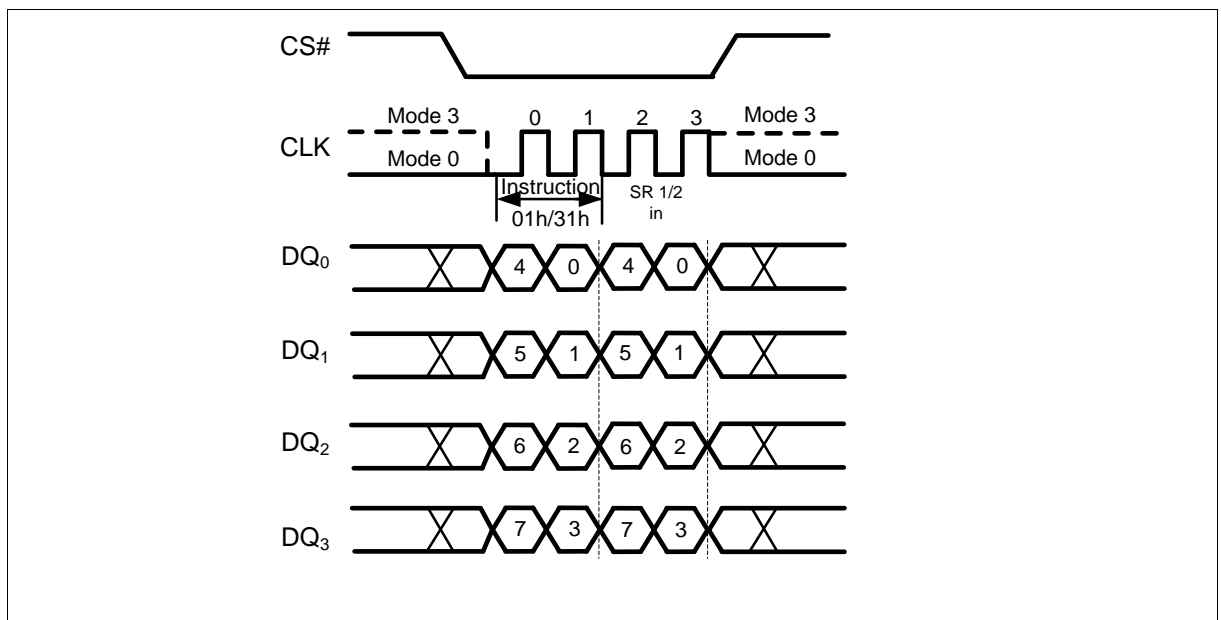 CS#
CLK
Mode 3
Mode 0
0 1 2 3
Mode 3
Mode 0
Instruction
01h/31h
SR 1/2
in
DQ0
4 0 4 0
DQ1
5 1 5 1
DQ2
6 2 6 2
DQ3
7 3 7 3